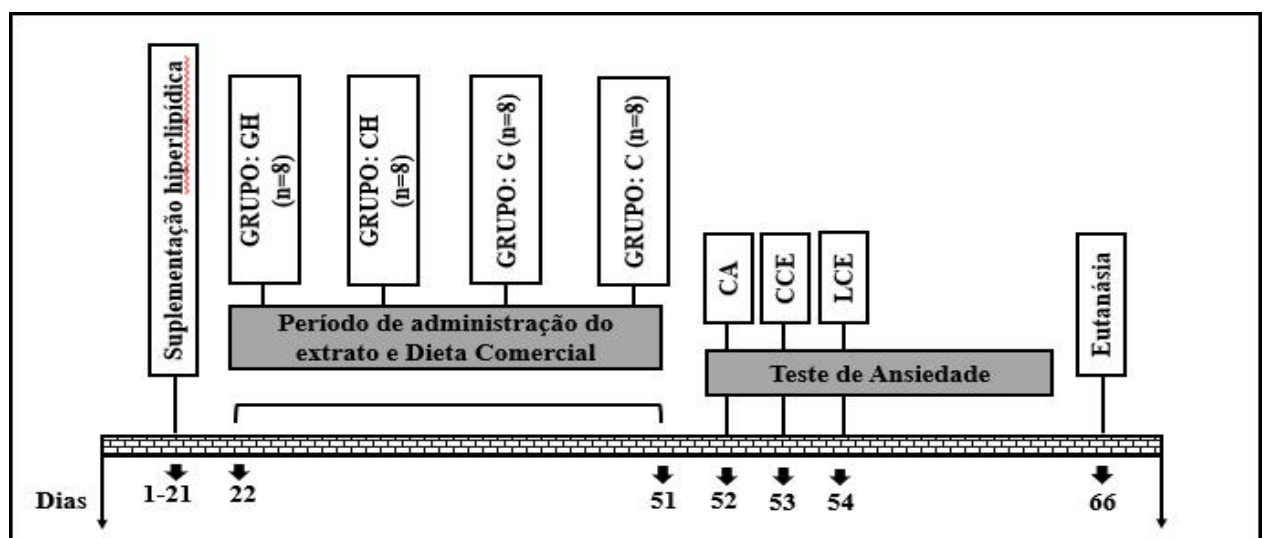 Suplementação hiperlipídica
GRUPO: GH
(n=8)
GRUPO: CH
(n=8)
GRUPO: G (n=8)
GRUPO: C (n=8)
CA
CCE
LCE
Eutanásia
Período de administração do
extrato e Dieta Comercial
Teste de Ansiedade
Dias
1-21
22
51
52
53
54
66